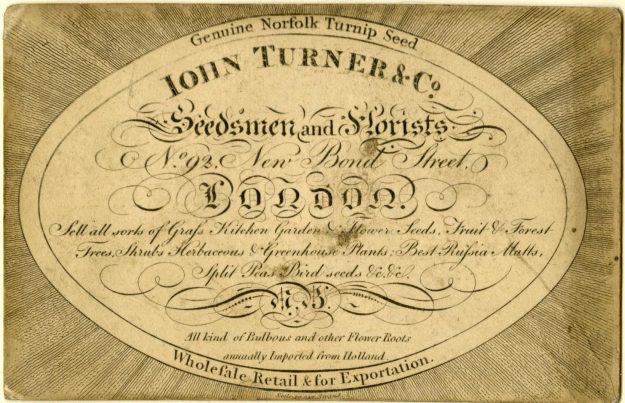 Genuine Norfolk Turnip Seed
IOHN TURNER & Co.
Seedsmen and Florists
No. 92, New Bond Street,
LONDON.
Sell all sorts of Graſs Kitchen Garden & Flower Seeds, Fruit & Forest
Trees, Shrubs Herbaceous & Greenhouse Plants; Best Ruſsia Matts,
Split Peas Bird seeds &c. &c.
N.B.
All kind of Bulbous and other Flower Roots
annually Imported from Holland
Wholeſale Retail & for Exportation.
Strand